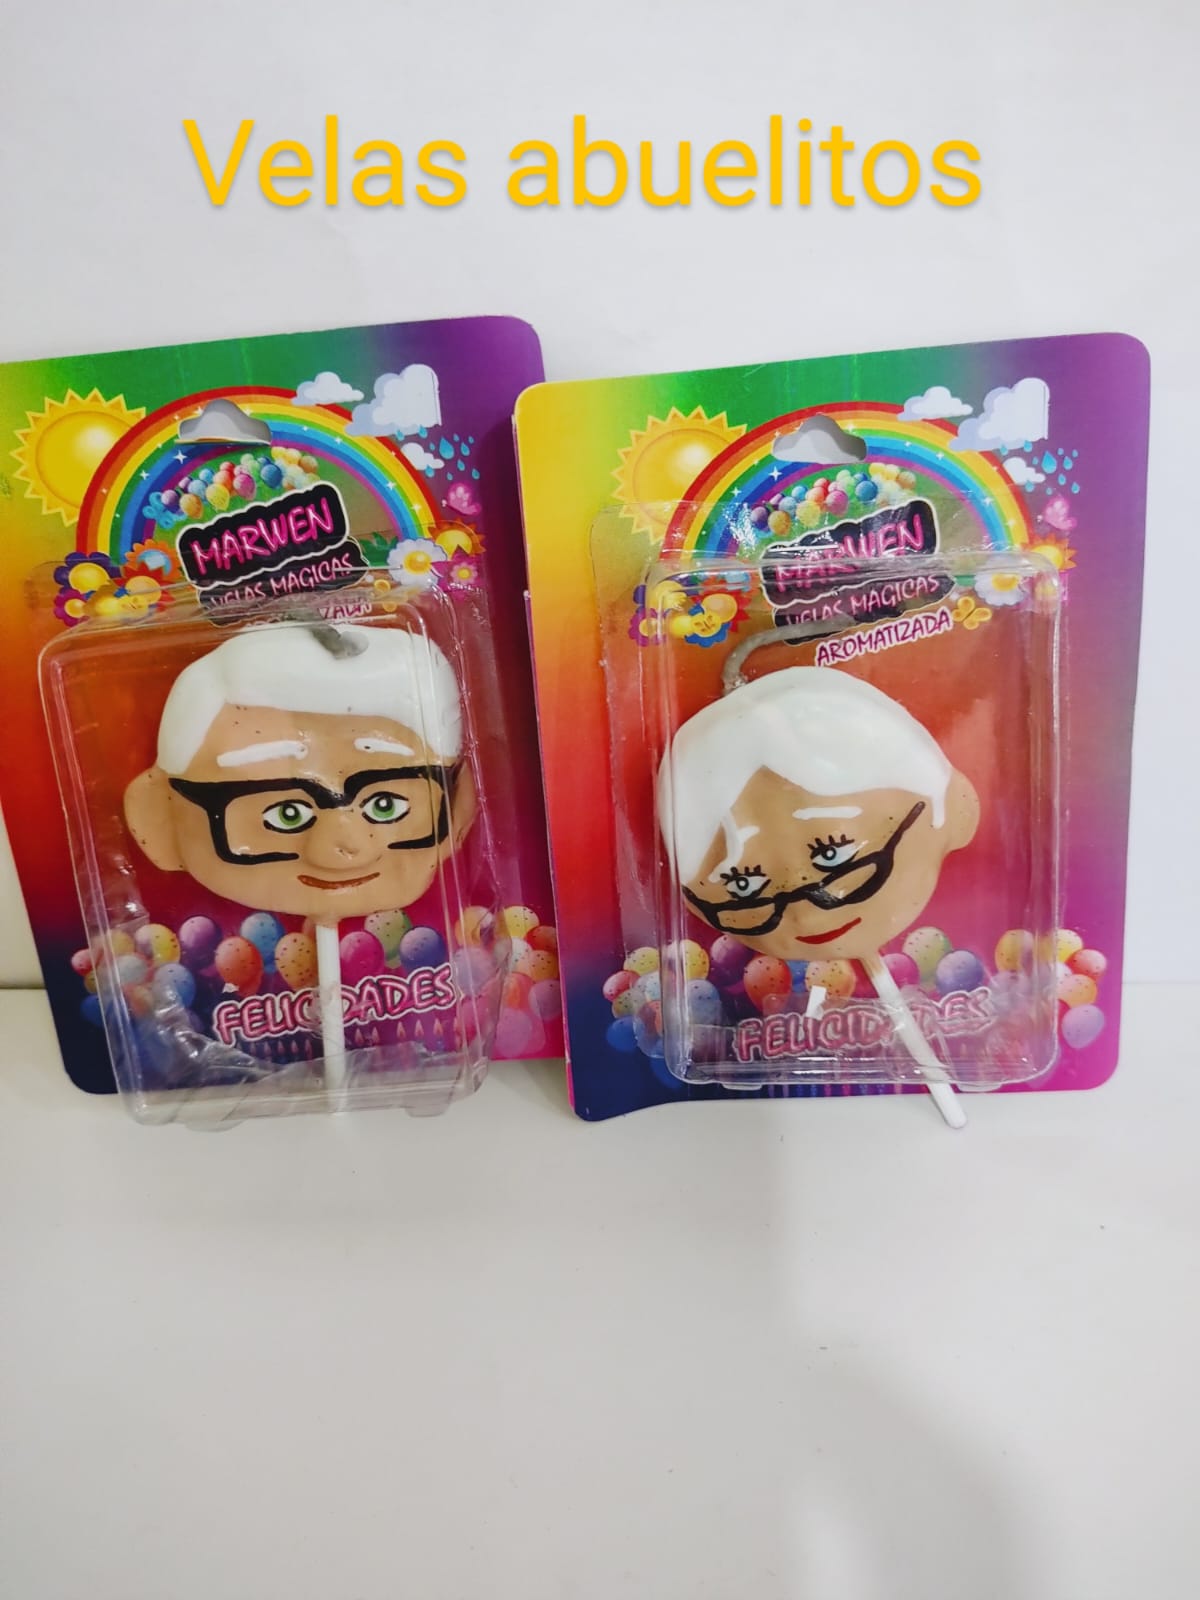 Velas abuelitos
MARWEN
VELAS MAGICAS
FELICIDADES
MARWEN
VELAS MAGICAS
AROMATIZADA
FELICIDADES